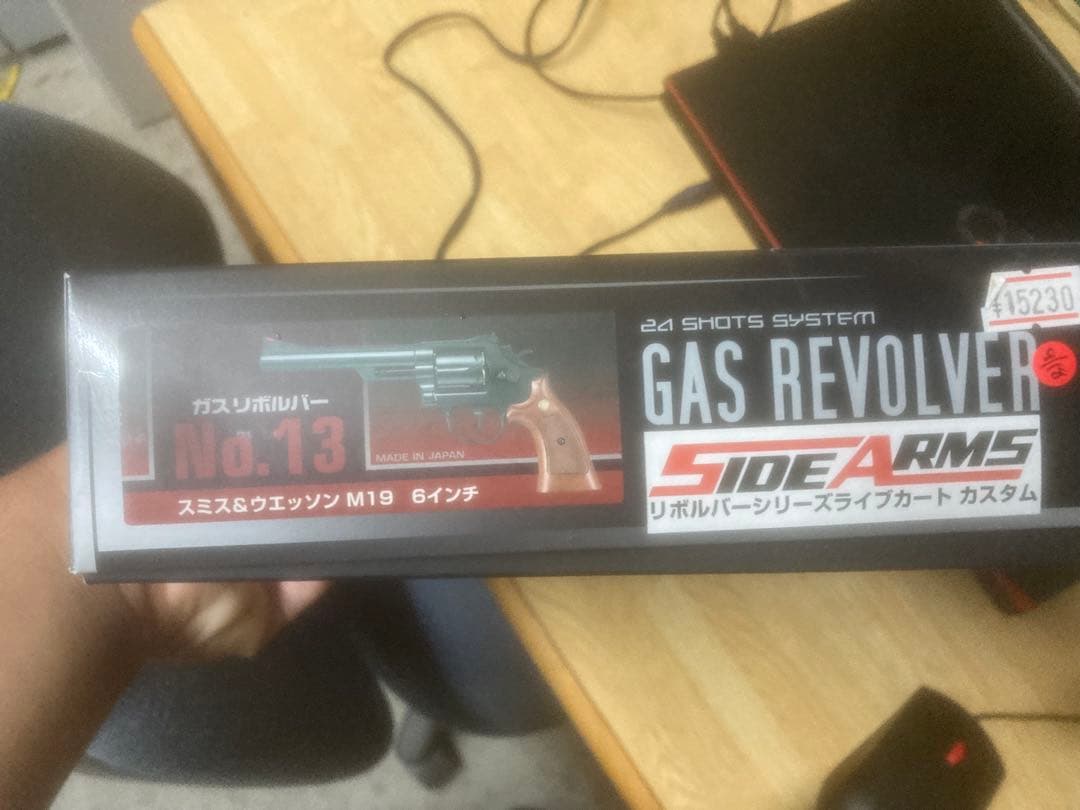 ¥15230
24 SHOTS SYSTEM
GAS REVOLVER
SIDEARMS
リボルバーシリーズライブカート カスタム
ガスリボルバー
No.13
MADE IN JAPAN
スミス&ウエッソン M19 6インチ